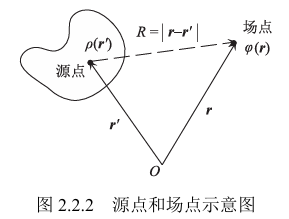 ρ(r′)
源点
R=|r–r′|
场点
φ(r)
r′
r
O
图 2.2.2 源点和场点示意图